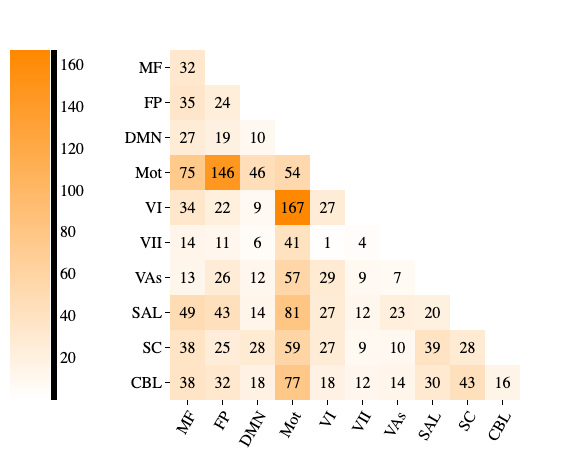 160
140
120
100
80
60
40
20
MF 32
FP 35 24
DMN 27 19 10
Mot 75 146 46 54
VI 34 22 9 167 27
VII 14 11 6 41 1 4
VAs 13 26 12 57 29 9 7
SAL 49 43 14 81 27 12 23 20
SC 38 25 28 59 27 9 10 39 28
CBL 38 32 18 77 18 12 14 30 43 16
MF FP DMN Mot VI VII VAs SAL SC CBL